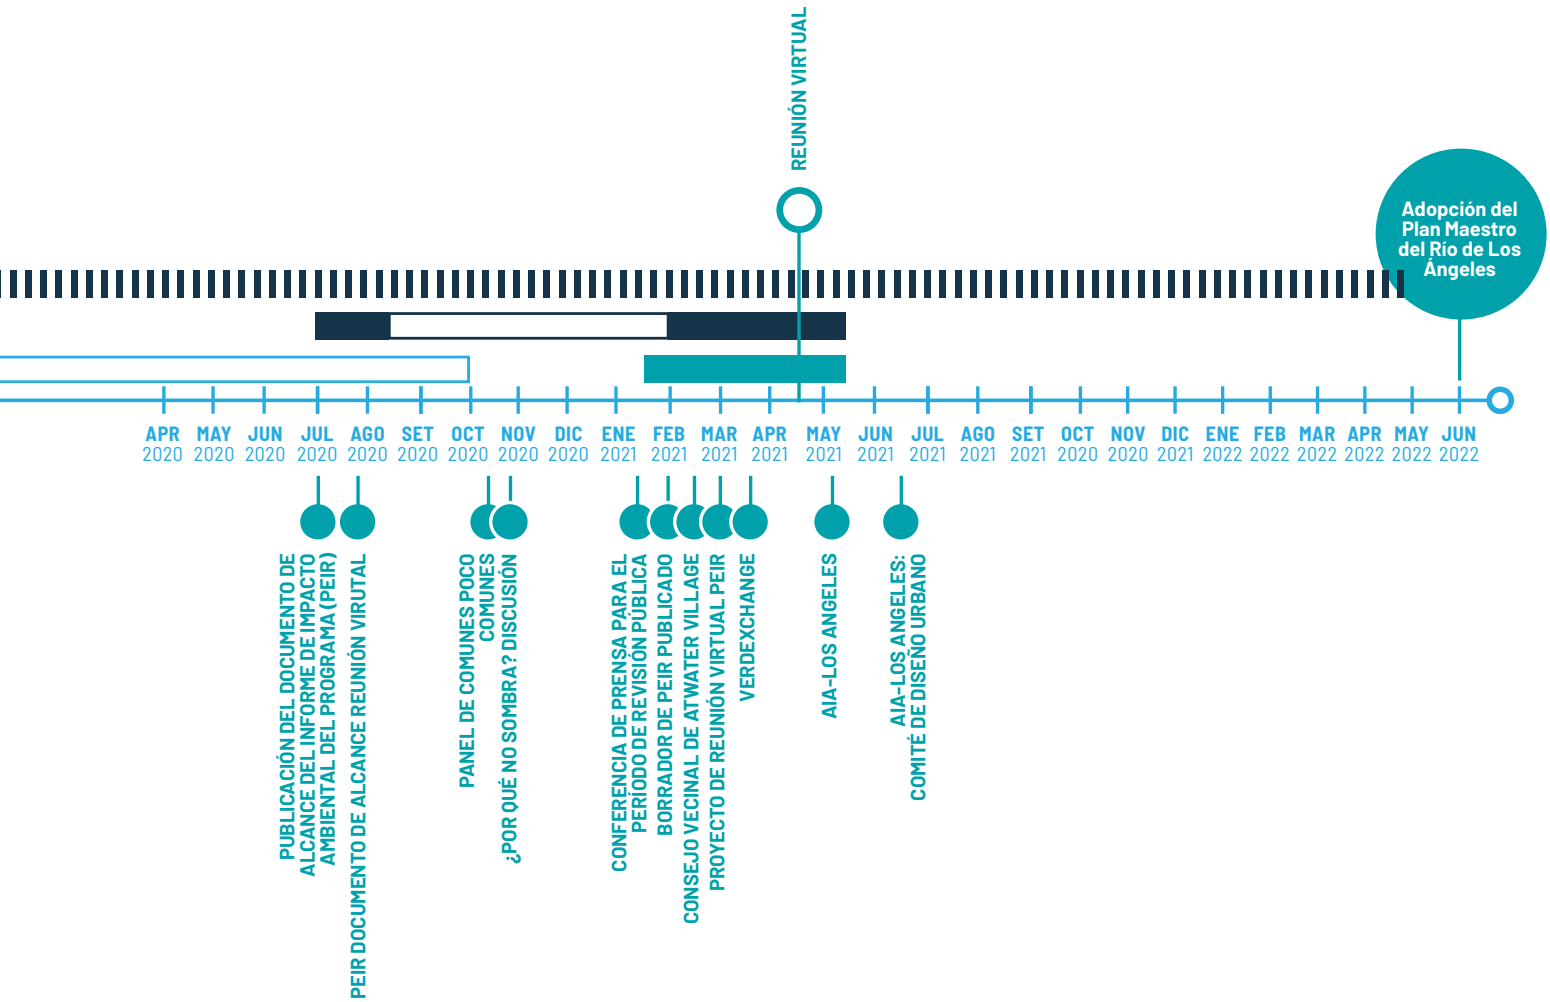 REUNIÓN VIRTUAL
Adopción del
Plan Maestro
del Río de Los
Ángeles
APR MAY JUN JUL AGO SET OCT NOV DIC ENE FEB MAR APR MAY JUN JUL AGO SET OCT NOV DIC ENE FEB MAR APR MAY JUN
2020 2020 2020 2020 2020 2020 2020 2020 2020 2021 2021 2021 2021 2021 2021 2021 2021 2021 2020 2020 2021 2022 2022 2022 2022 2022 2022
PUBLICACIÓN DEL DOCUMENTO DE
ALCANCE DEL INFORME DE IMPACTO
AMBIENTAL DEL PROGRAMA (PEIR)
PEIR DOCUMENTO DE ALCANCE REUNIÓN VIRUTAL
PANEL DE COMUNES POCO
COMUNES
¿POR QUÉ NO SOMBRA? DISCUSIÓN
CONFERENCIA DE PRENSA PARA EL
PERÍODO DE REVISIÓN PÚBLICA
BORRADOR DE PEIR PUBLICADO
CONSEJO VECINAL DE ATWATER VILLAGE
PROYECTO DE REUNIÓN VIRTUAL PEIR
VERDEXCHANGE
AIA-LOS ANGELES
AIA-LOS ANGELES:
COMITÉ DE DISEÑO URBANO